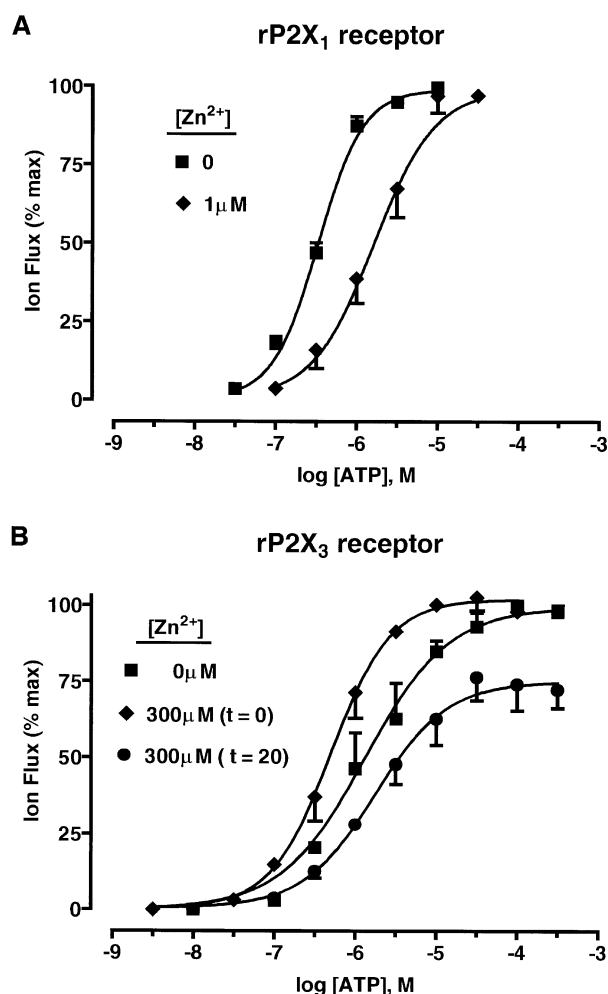 A
rP2X₁ receptor
100
75
50
25
0
Ion Flux (% max)
[Zn²⁺]
0
1μM
-9
-8
-7
-6
-5
-4
-3
log [ATP], M
B
rP2X₃ receptor
100
75
50
25
0
Ion Flux (% max)
[Zn²⁺]
0μM
300μM (t = 0)
300μM ( t = 20)
-9
-8
-7
-6
-5
-4
-3
log [ATP], M